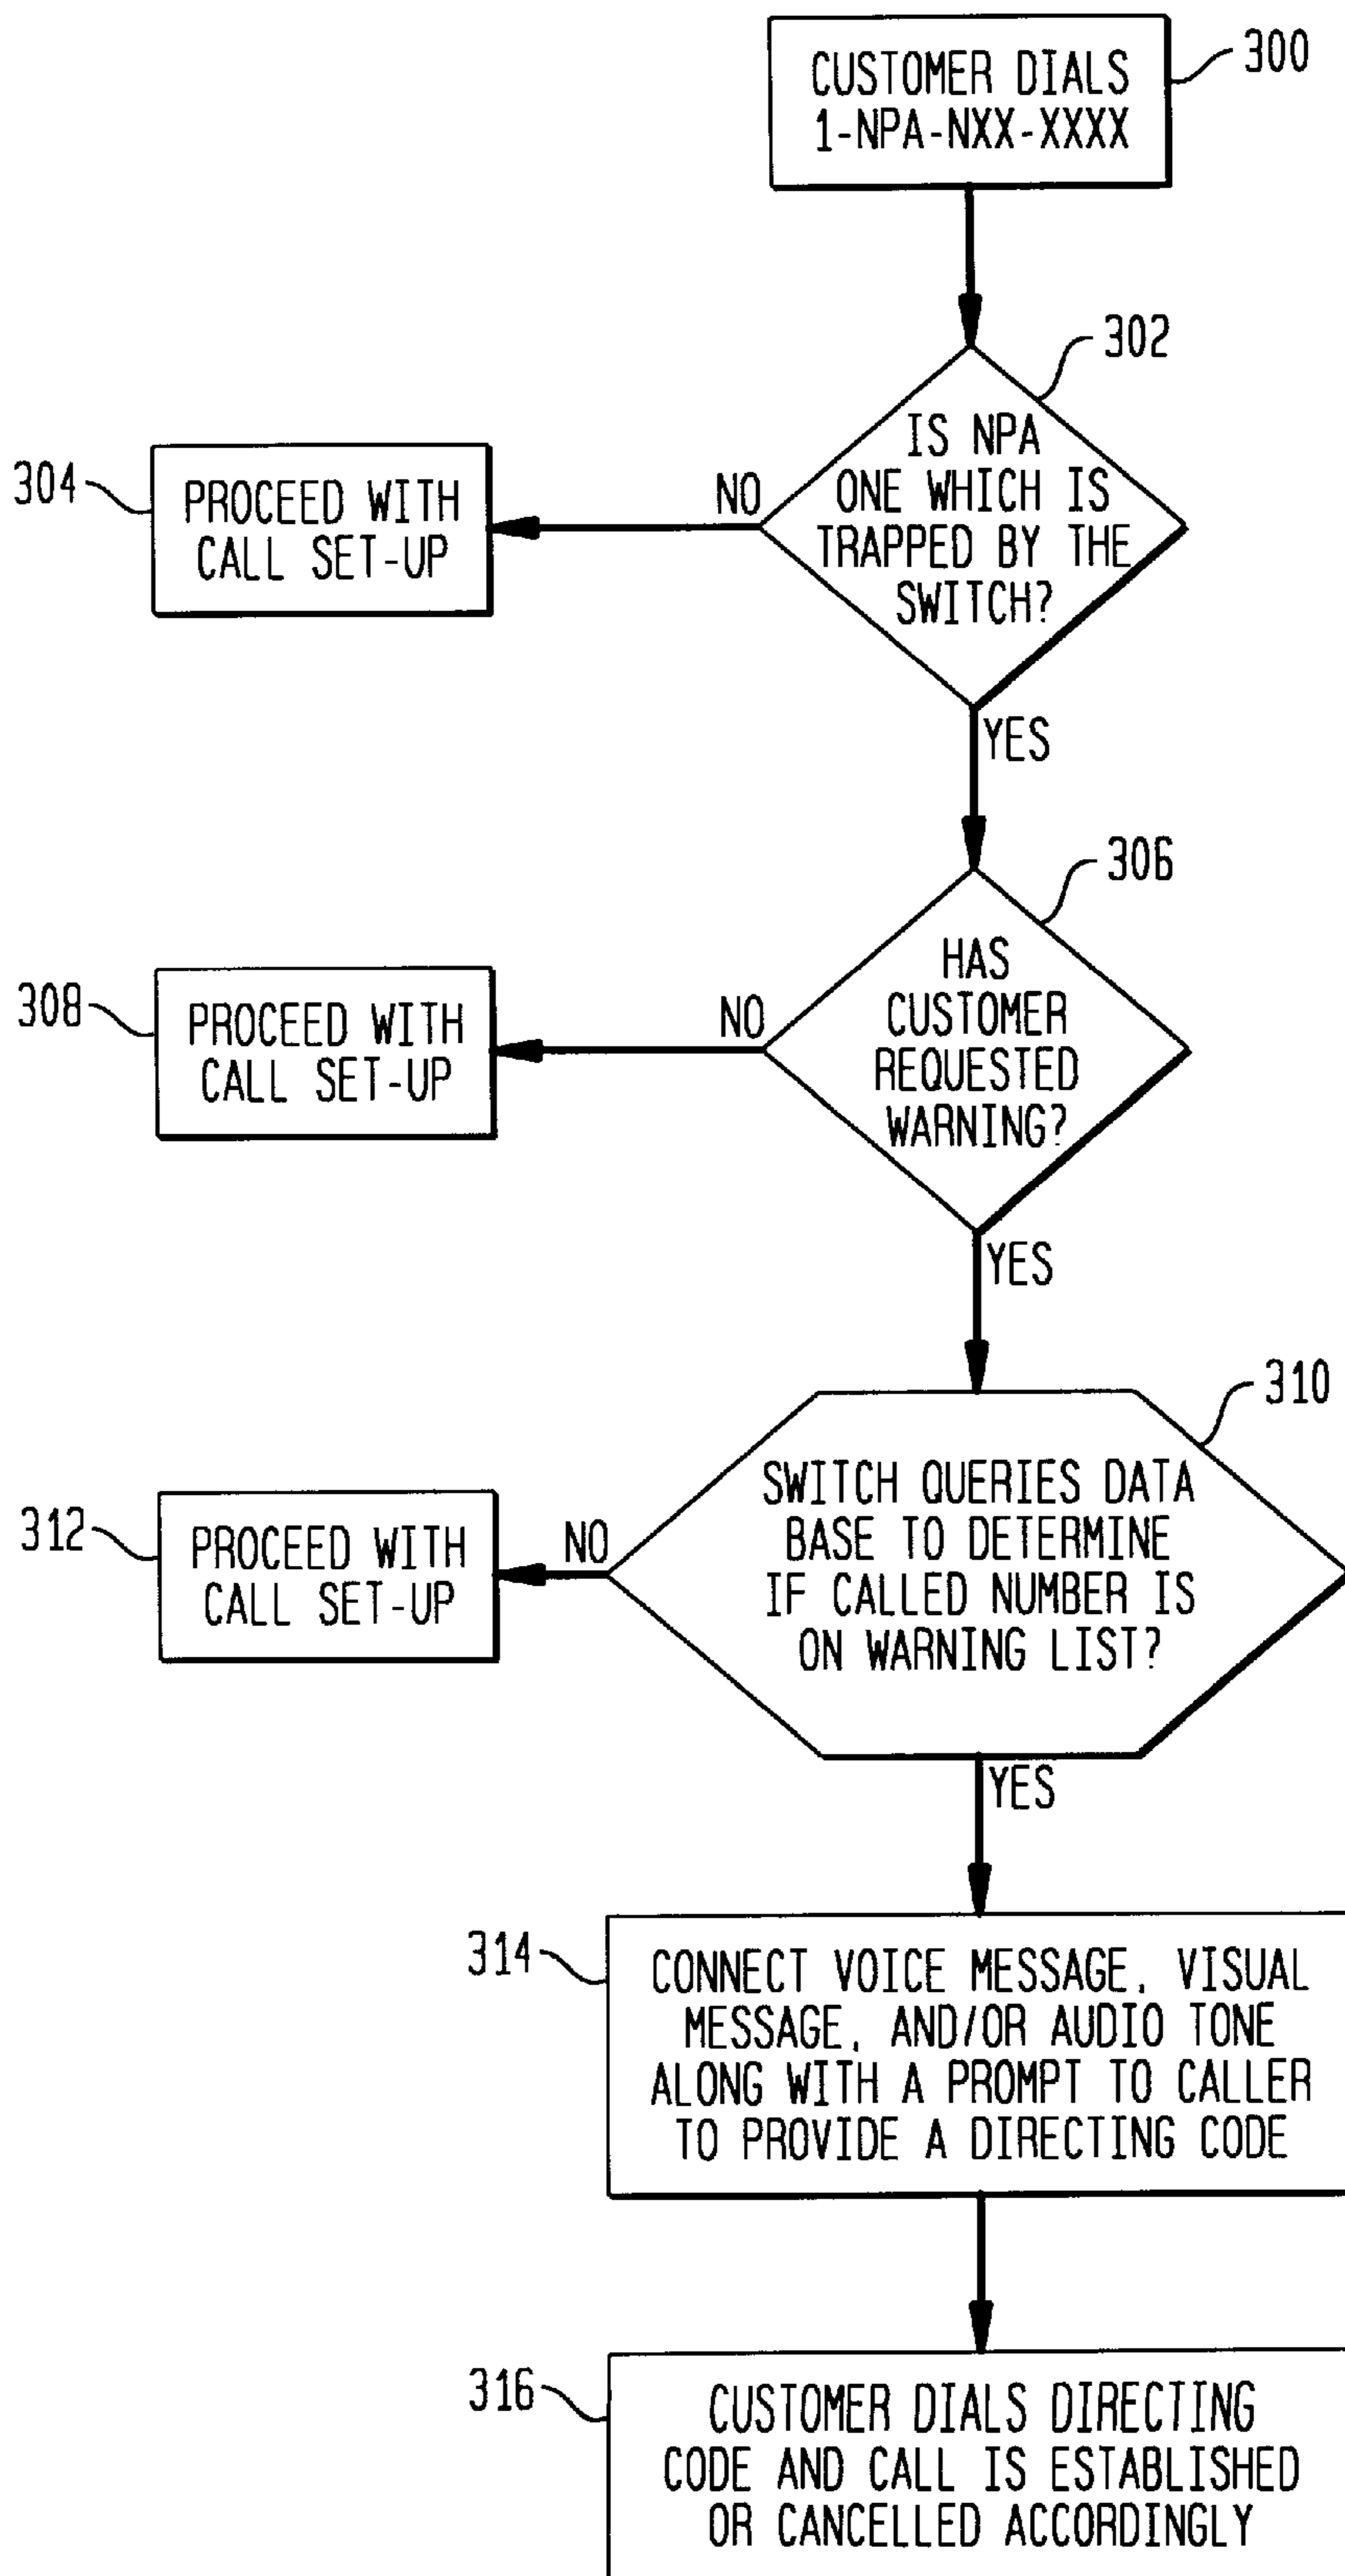 CUSTOMER DIALS
1-NPA-NXX-XXXX
300
302
IS NPA
ONE WHICH IS
TRAPPED BY THE
SWITCH?
NO
304
PROCEED WITH
CALL SET-UP
YES
306
HAS
CUSTOMER
REQUESTED
WARNING?
NO
308
PROCEED WITH
CALL SET-UP
YES
310
SWITCH QUERIES DATA
BASE TO DETERMINE
IF CALLED NUMBER IS
ON WARNING LIST?
NO
312
PROCEED WITH
CALL SET-UP
YES
314
CONNECT VOICE MESSAGE, VISUAL
MESSAGE, AND/OR AUDIO TONE
ALONG WITH A PROMPT TO CALLER
TO PROVIDE A DIRECTING CODE
316
CUSTOMER DIALS DIRECTING
CODE AND CALL IS ESTABLISHED
OR CANCELLED ACCORDINGLY